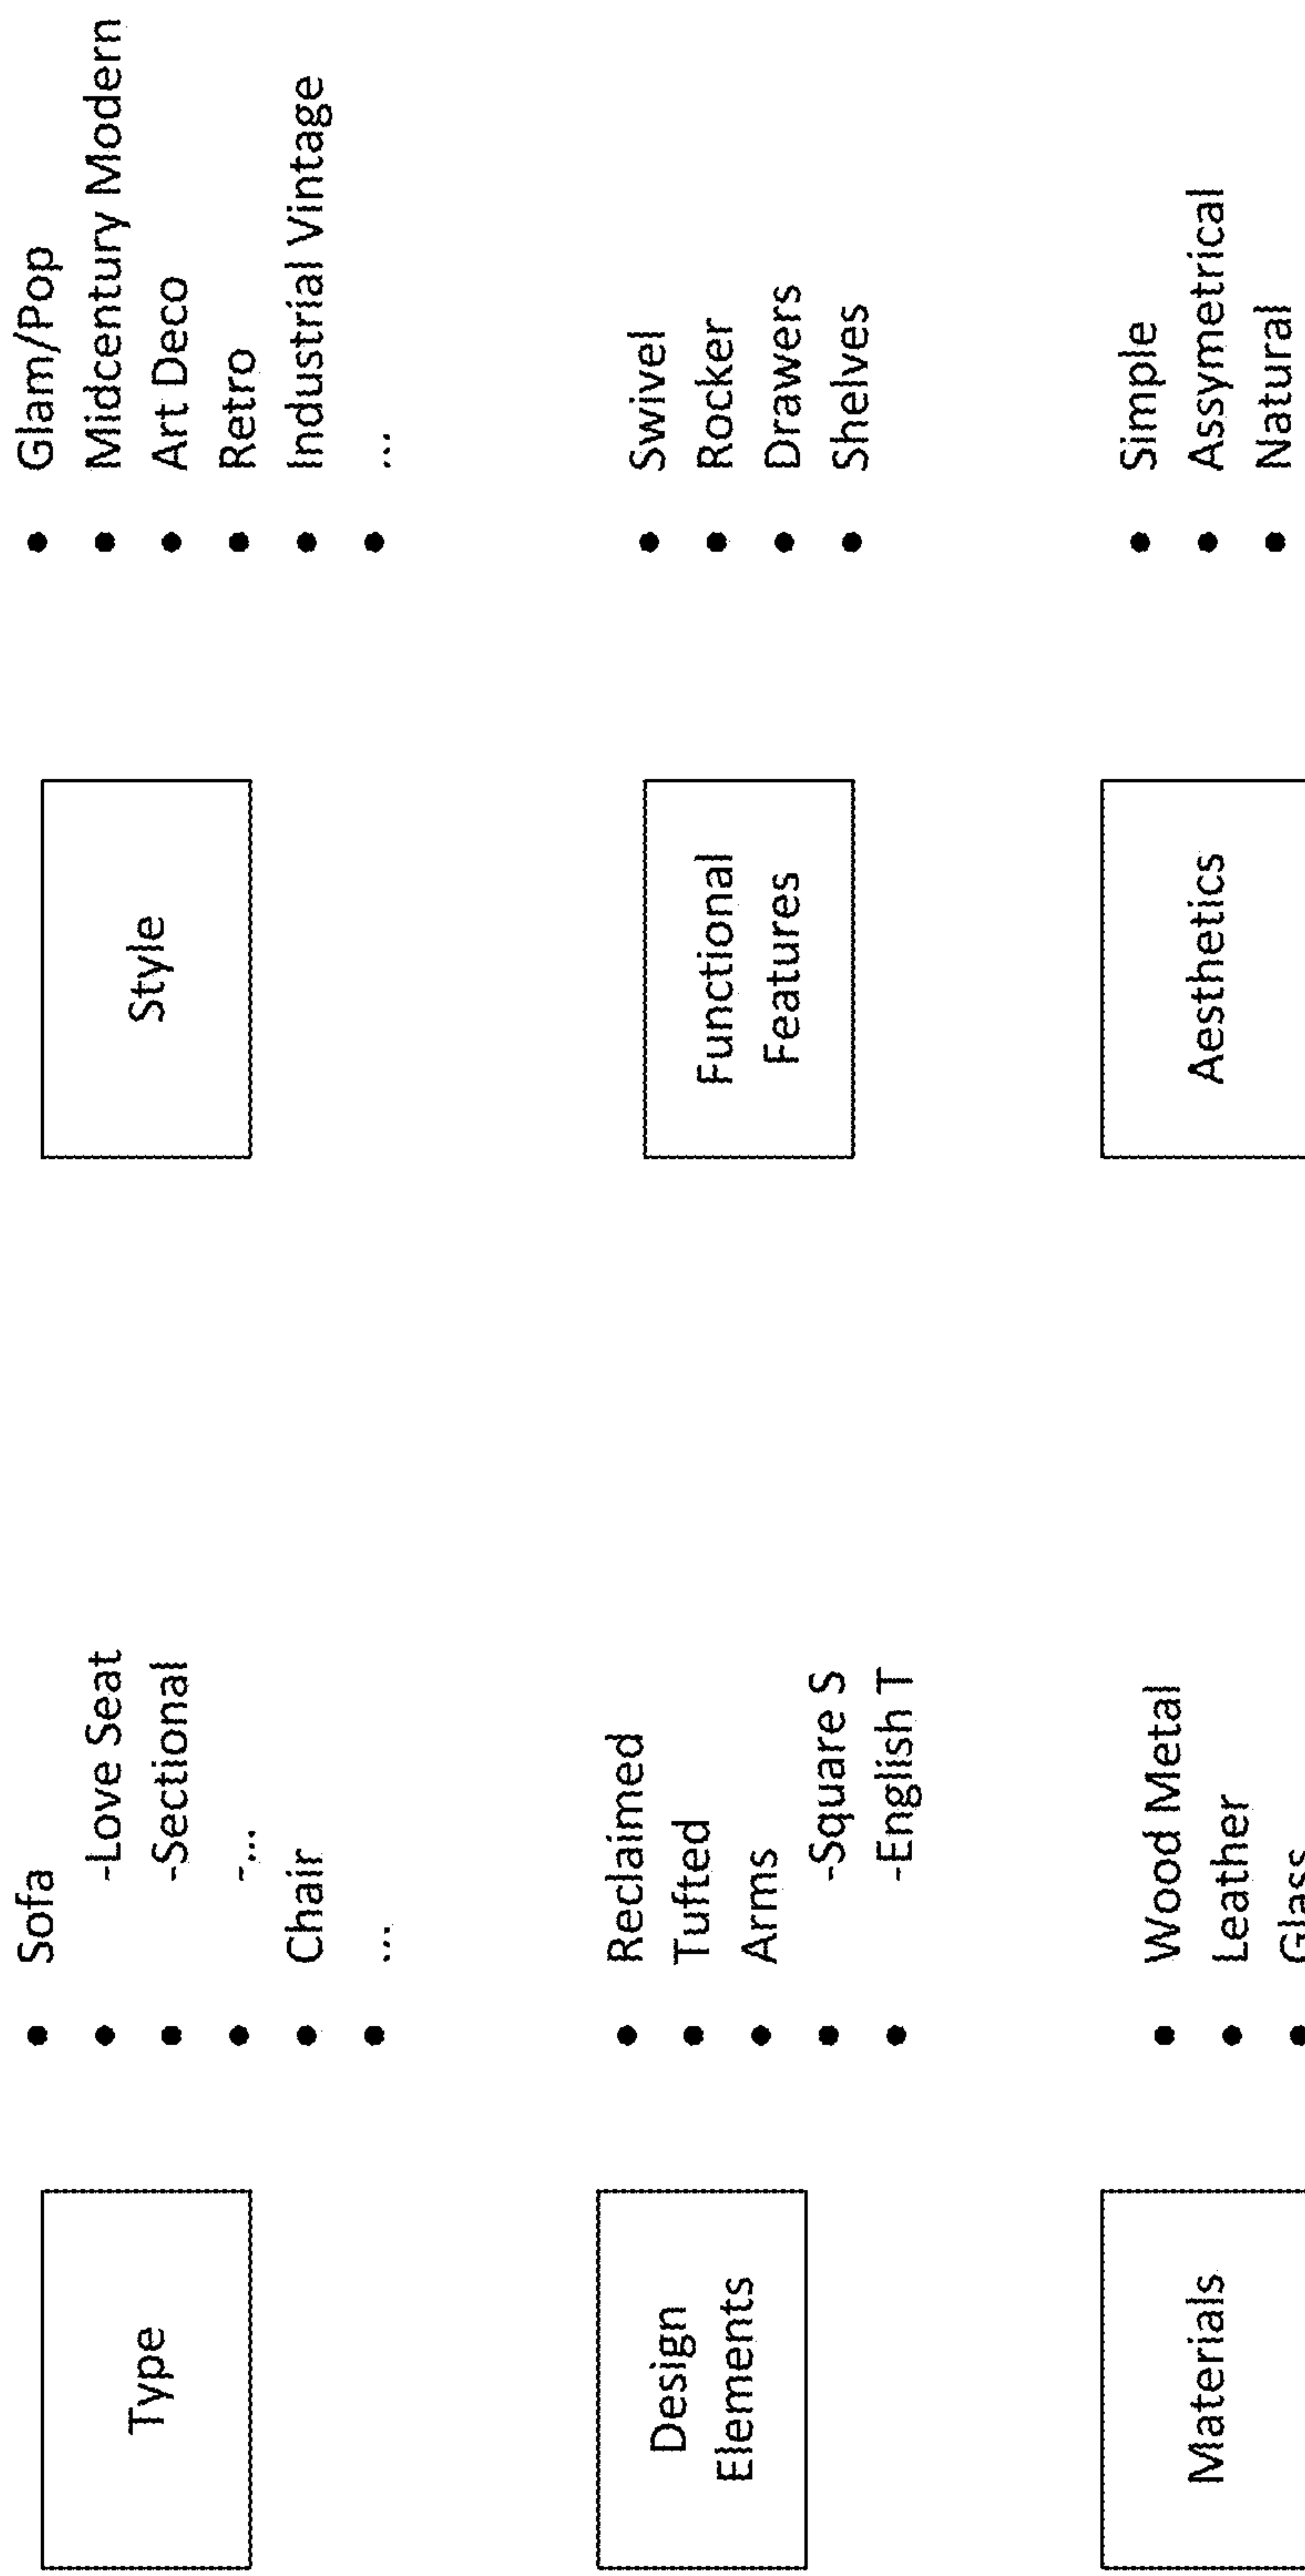 Type
• Sofa
• -Love Seat
• -Sectional
• -...
• Chair
• ...
Style
• Glam/Pop
• Midcentury Modern
• Art Deco
• Retro
• Industrial Vintage
• ...
Design
Elements
• Reclaimed
• Tufted
• Arms
• -Square S
• -English T
Functional
Features
• Swivel
• Rocker
• Drawers
• Shelves
Materials
• Wood Metal
• Leather
• Glass
Aesthetics
• Simple
• Assymetrical
• Natural